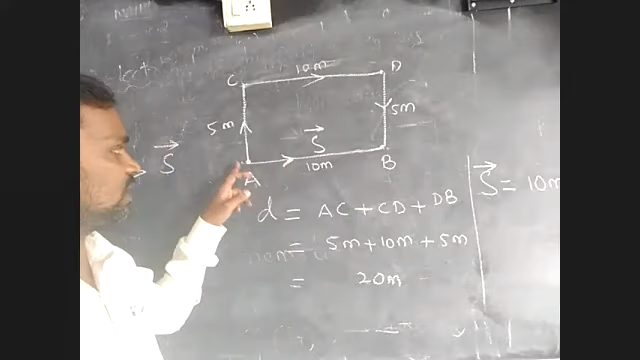 C 10m D
5m 5m
S⃗
S⃗
A 10m B
d = AC + CD + DB
= 5m + 10m + 5m
= 20m
S⃗ = 10m